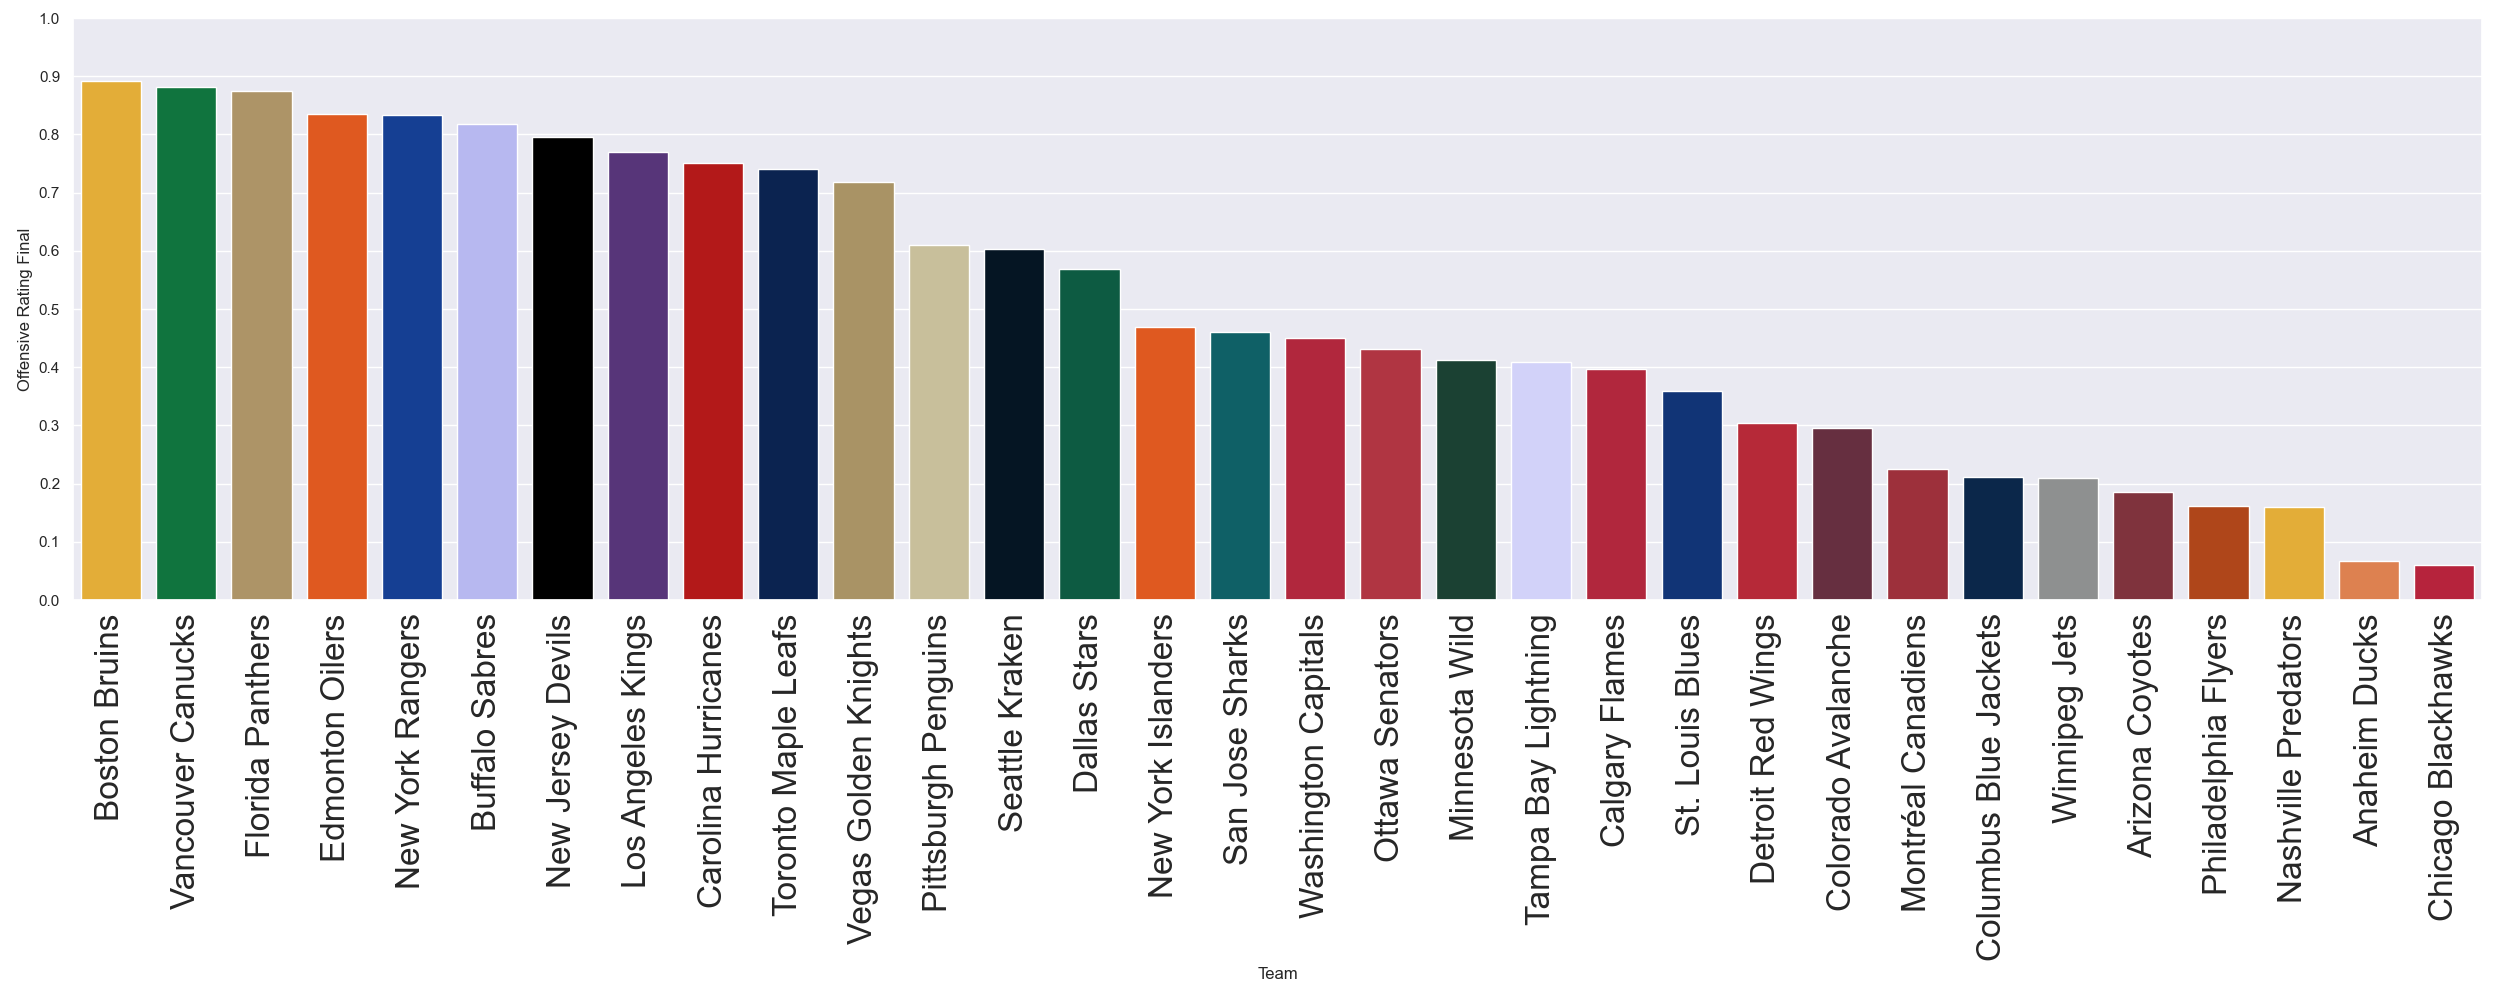 1.0
0.9
0.8
0.7
0.6
0.5
0.4
0.3
0.2
0.1
0.0
Offensive Rating Final
Boston Bruins
Vancouver Canucks
Florida Panthers
Edmonton Oilers
New York Rangers
Buffalo Sabres
New Jersey Devils
Los Angeles Kings
Carolina Hurricanes
Toronto Maple Leafs
Vegas Golden Knights
Pittsburgh Penguins
Seattle Kraken
Dallas Stars
New York Islanders
San Jose Sharks
Washington Capitals
Ottawa Senators
Minnesota Wild
Tampa Bay Lightning
Calgary Flames
St. Louis Blues
Detroit Red Wings
Colorado Avalanche
Montréal Canadiens
Columbus Blue Jackets
Winnipeg Jets
Arizona Coyotes
Philadelphia Flyers
Nashville Predators
Anaheim Ducks
Chicago Blackhawks
Team